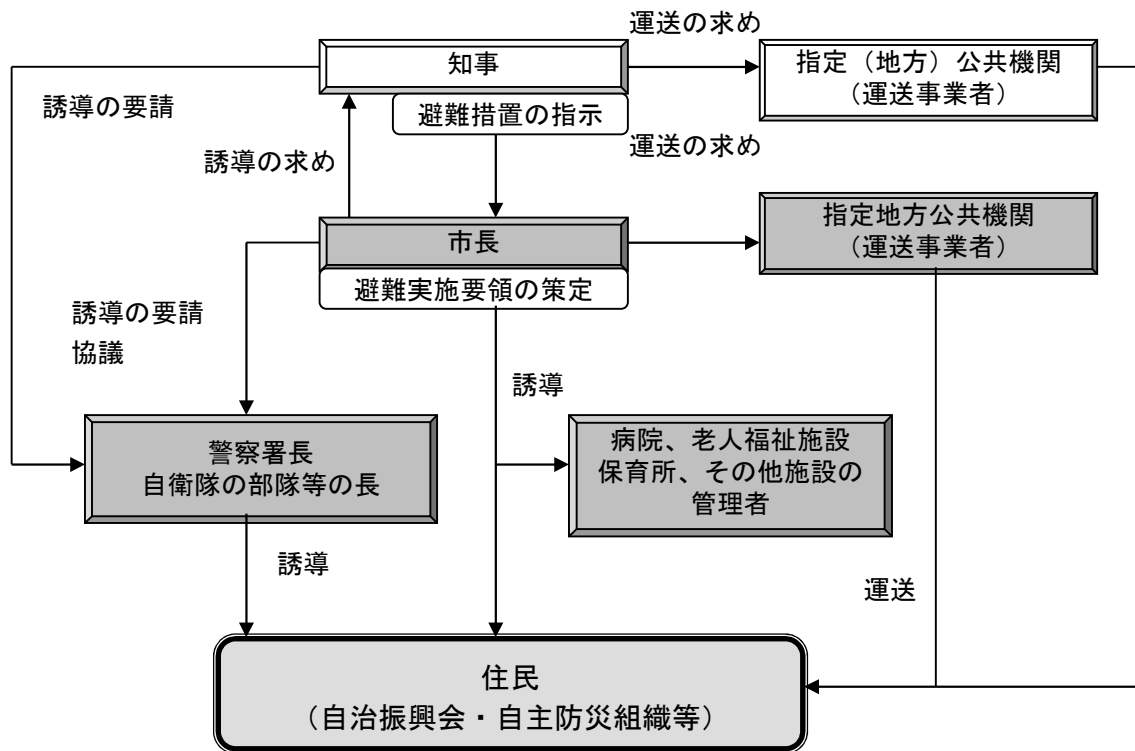 運送の求め
知事
指定（地方）公共機関
（運送事業者）
誘導の要請
避難措置の指示
運送の求め
誘導の求め
市長
指定地方公共機関
（運送事業者）
避難実施要領の策定
誘導の要請
協議
誘導
警察署長
自衛隊の部隊等の長
病院、老人福祉施設
保育所、その他施設の
管理者
誘導
運送
住民
（自治振興会・自主防災組織等）